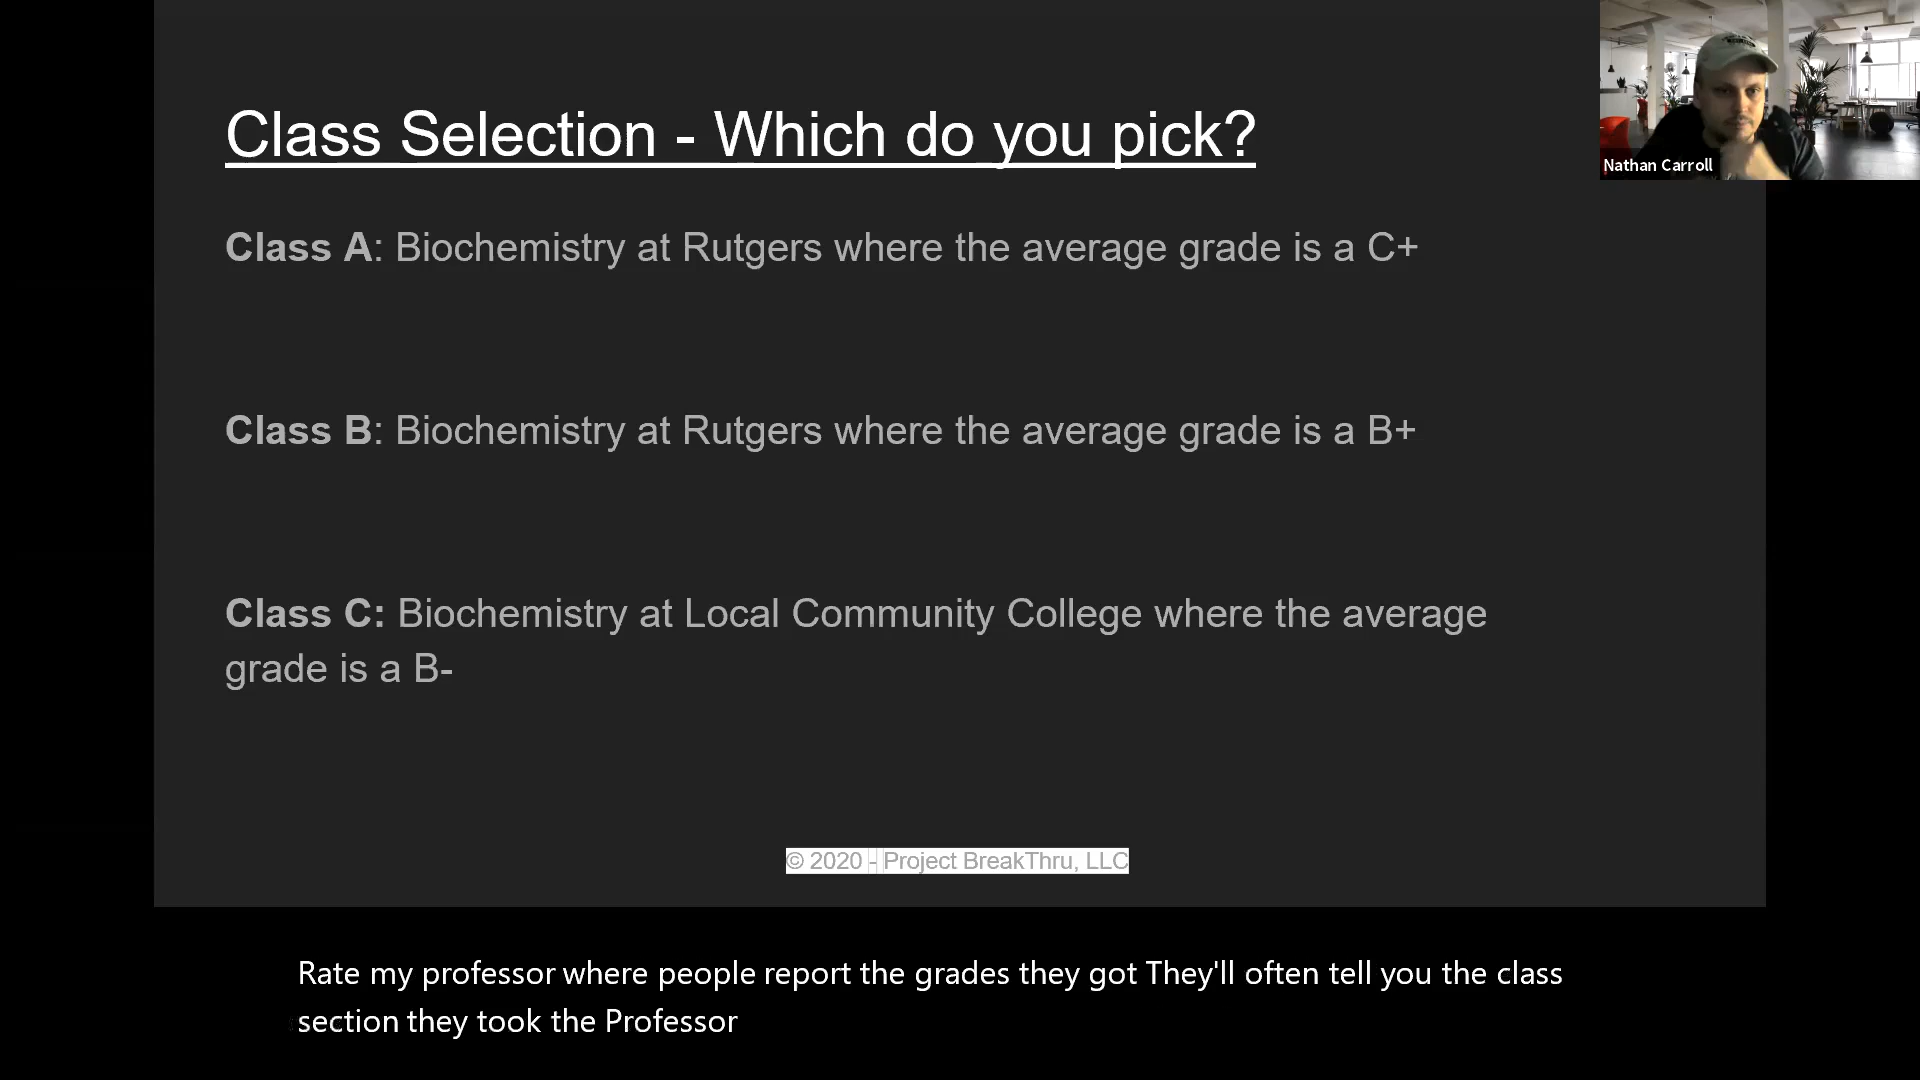 Class Selection - Which do you pick?
Nathan Carroll
Class A: Biochemistry at Rutgers where the average grade is a C+
Class B: Biochemistry at Rutgers where the average grade is a B+
Class C: Biochemistry at Local Community College where the average
grade is a B-
© 2020 - Project BreakThru, LLC
Rate my professor where people report the grades they got They'll often tell you the class
section they took the Professor